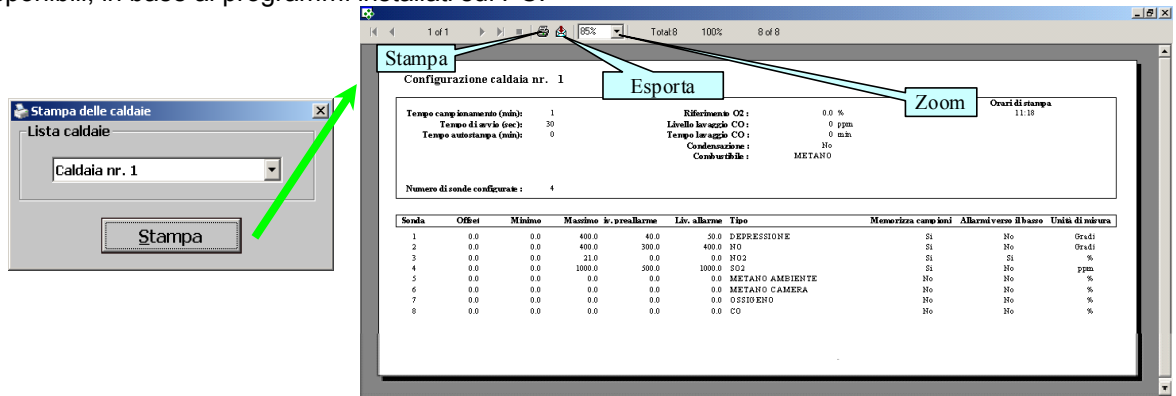 sponibili, in base ai programmi installati sul PC.
Stampa delle caldaie
Lista caldaie
Caldaia nr. 1
Stampa
1 of 1 85% Total:8 100% 8 of 8
Stampa
Esporta
Zoom
Configurazione caldaia nr. 1
Orari di stampa
11:18
Tempo campionamento (min): 1 Riferimento O2 : 0.0 %
Tempo di avvio (sec): 30 Livello lavaggio CO : 0 ppm
Tempo autostampa (min): 0 Tempo lavaggio CO : 0 min
Condensazione : No
Combustibile : METANO
Numero di sonde configurate : 4
Sonda Offset Minimo Massimo iv. preallarme Liv. allarme Tipo Memorizza campioni Allarmi verso il basso Unità di misura
1 0.0 0.0 400.0 40.0 50.0 DEPRESSIONE Si No Gradi
2 0.0 0.0 400.0 300.0 400.0 NO Si No Gradi
3 0.0 0.0 21.0 0.0 0.0 NO2 Si Si %
4 0.0 0.0 1000.0 500.0 1000.0 SO2 Si No ppm
5 0.0 0.0 0.0 0.0 0.0 METANO AMBIENTE No No %
6 0.0 0.0 0.0 0.0 0.0 METANO CAMERA No No %
7 0.0 0.0 0.0 0.0 0.0 OSSIGENO No No %
8 0.0 0.0 0.0 0.0 0.0 CO No No %